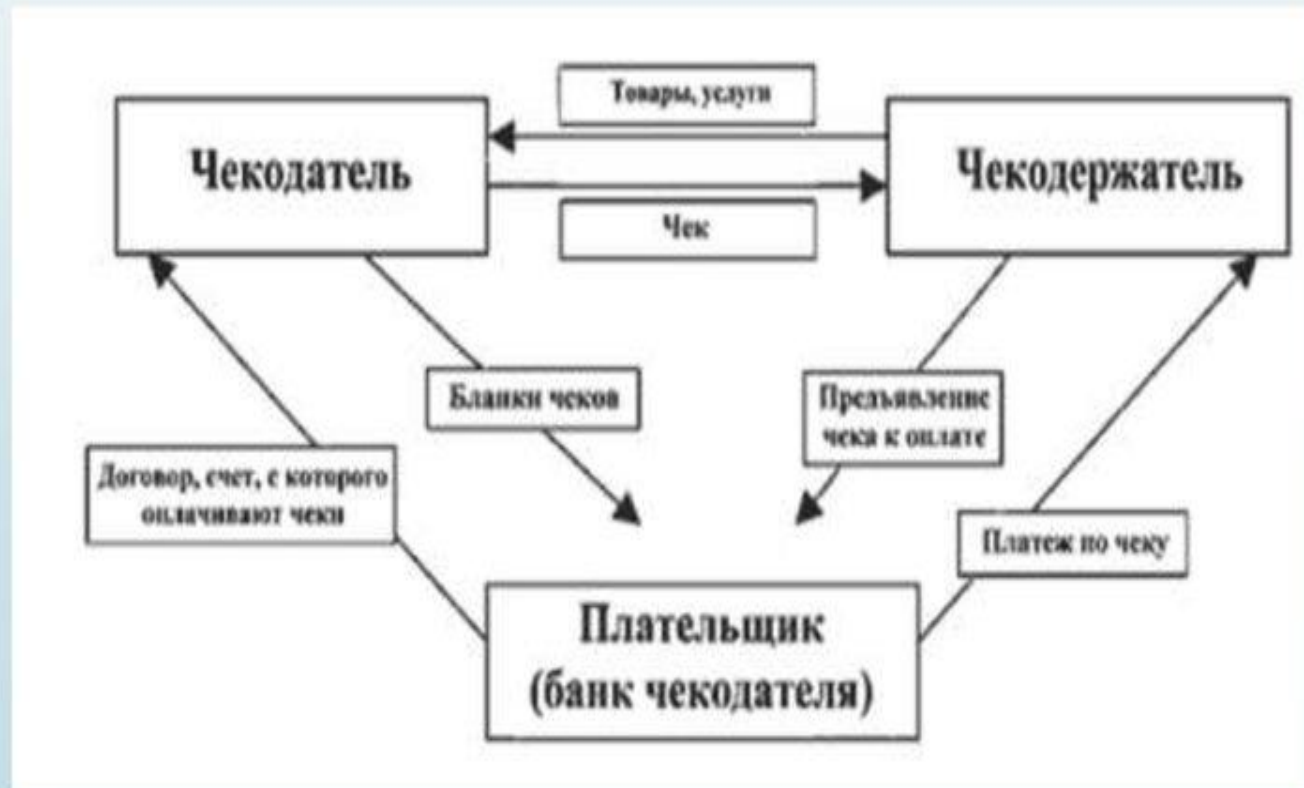 Товары, услуги
Чекодатель
Чекодержатель
Чек
Бланки чеков
Предъявление
чека к оплате
Договор, счет, с которого
оплачивают чеки
Платеж по чеку
Плательщик
(банк чекодателя)